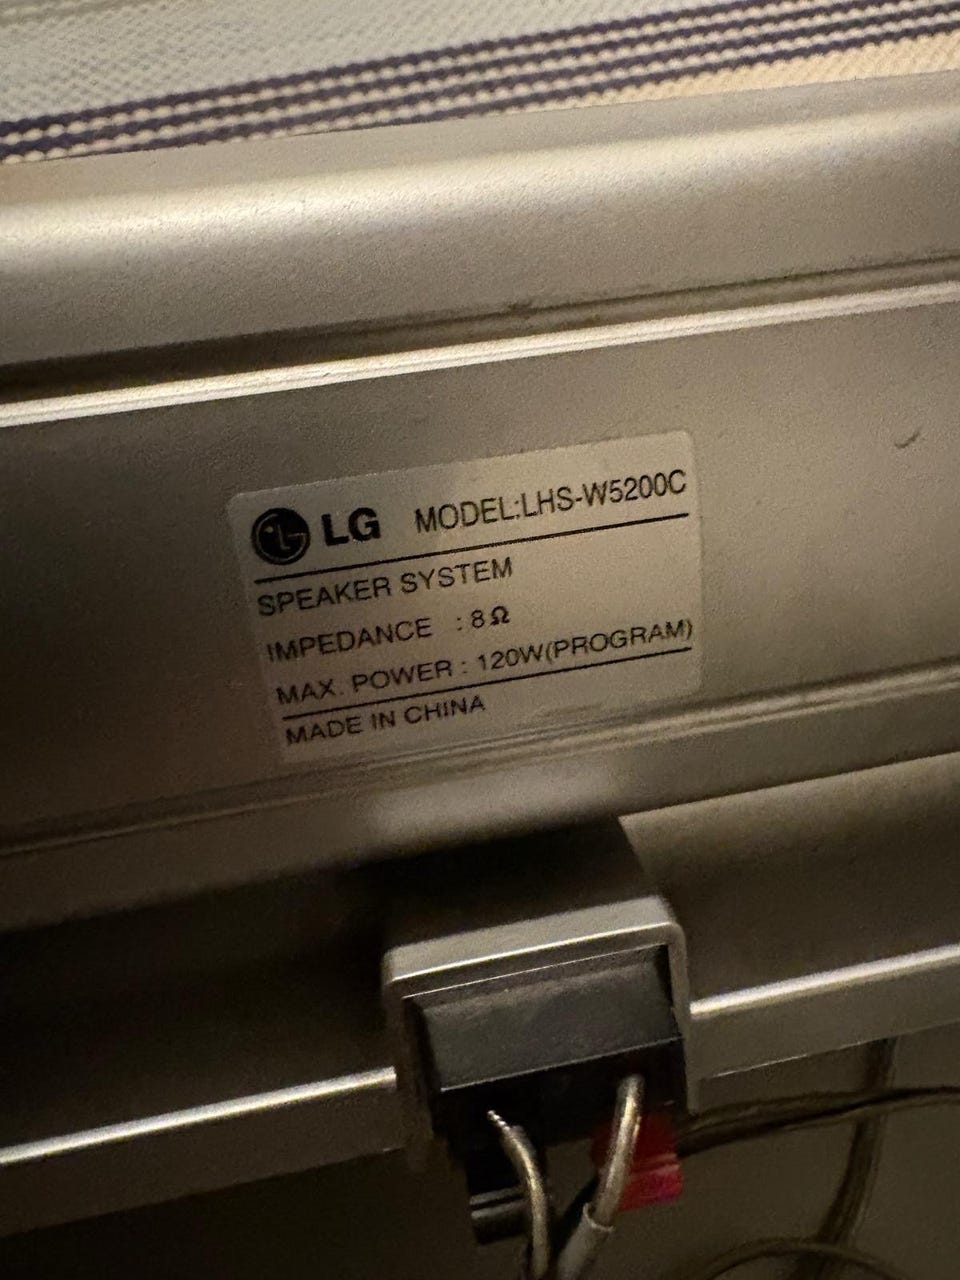 LG MODEL:LHS-W5200C
SPEAKER SYSTEM
IMPEDANCE : 8Ω
MAX. POWER : 120W(PROGRAM)
MADE IN CHINA